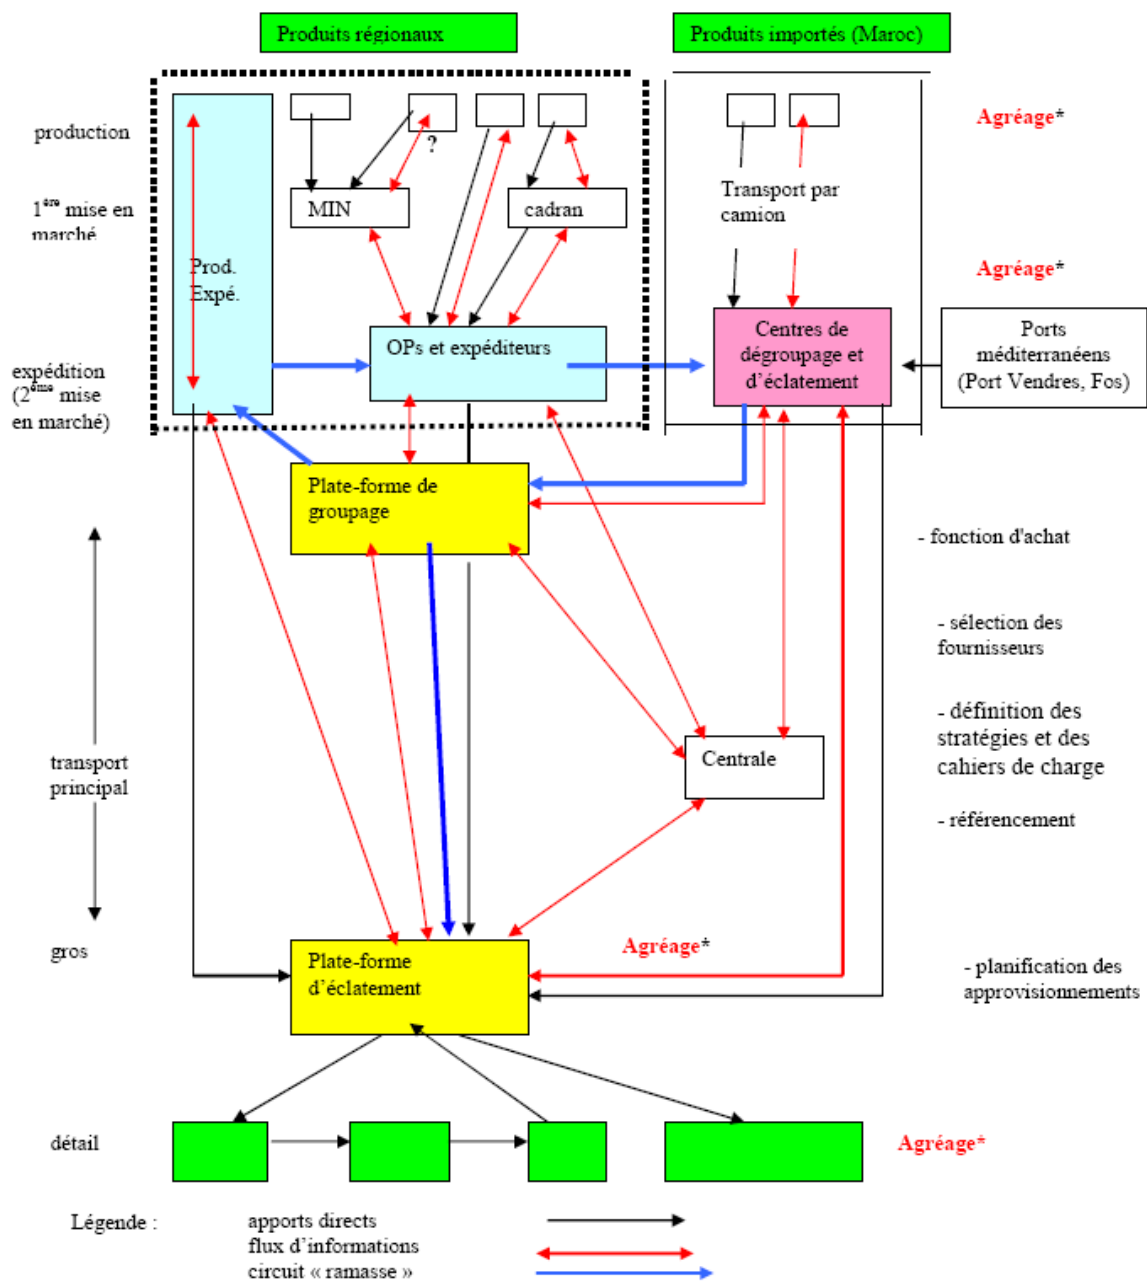 Produits régionaux
Produits importés (Maroc)
production
Agréage*
?
1ère mise en
marché
MIN
cadran
Transport par
camion
Prod.
Expé.
Agréage*
expédition
(2ème mise
en marché)
OPs et expéditeurs
Centres de
dégroupage et
d'éclatement
Ports
méditerranéens
(Port Vendres, Fos)
Plate-forme de
groupage
- fonction d'achat
- sélection des
fournisseurs
- définition des
stratégies et des
cahiers de charge
transport
principal
Centrale
- référencement
gros
Plate-forme
d'éclatement
Agréage*
- planification des
approvisionnements
détail
Agréage*
Légende :
apports directs
flux d'informations
circuit « ramasse »